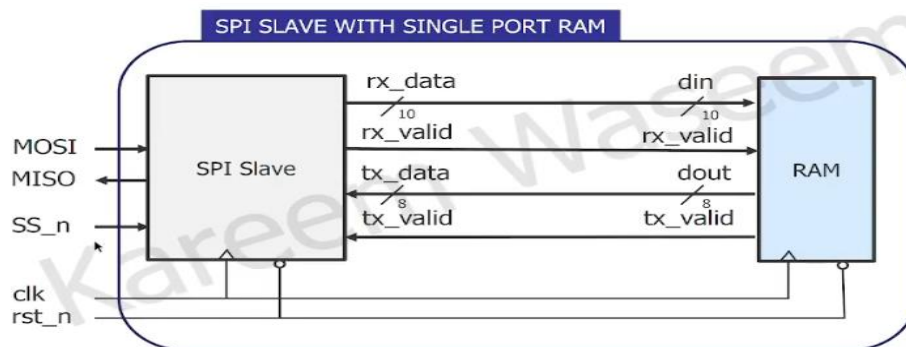 SPI SLAVE WITH SINGLE PORT RAM
rx_data din
10 10
rx_valid rx_valid
MOSI
MISO
SPI Slave
RAM
tx_data dout
8 8
tx_valid tx_valid
SS_n
clk
rst_n
Kareem Waseem